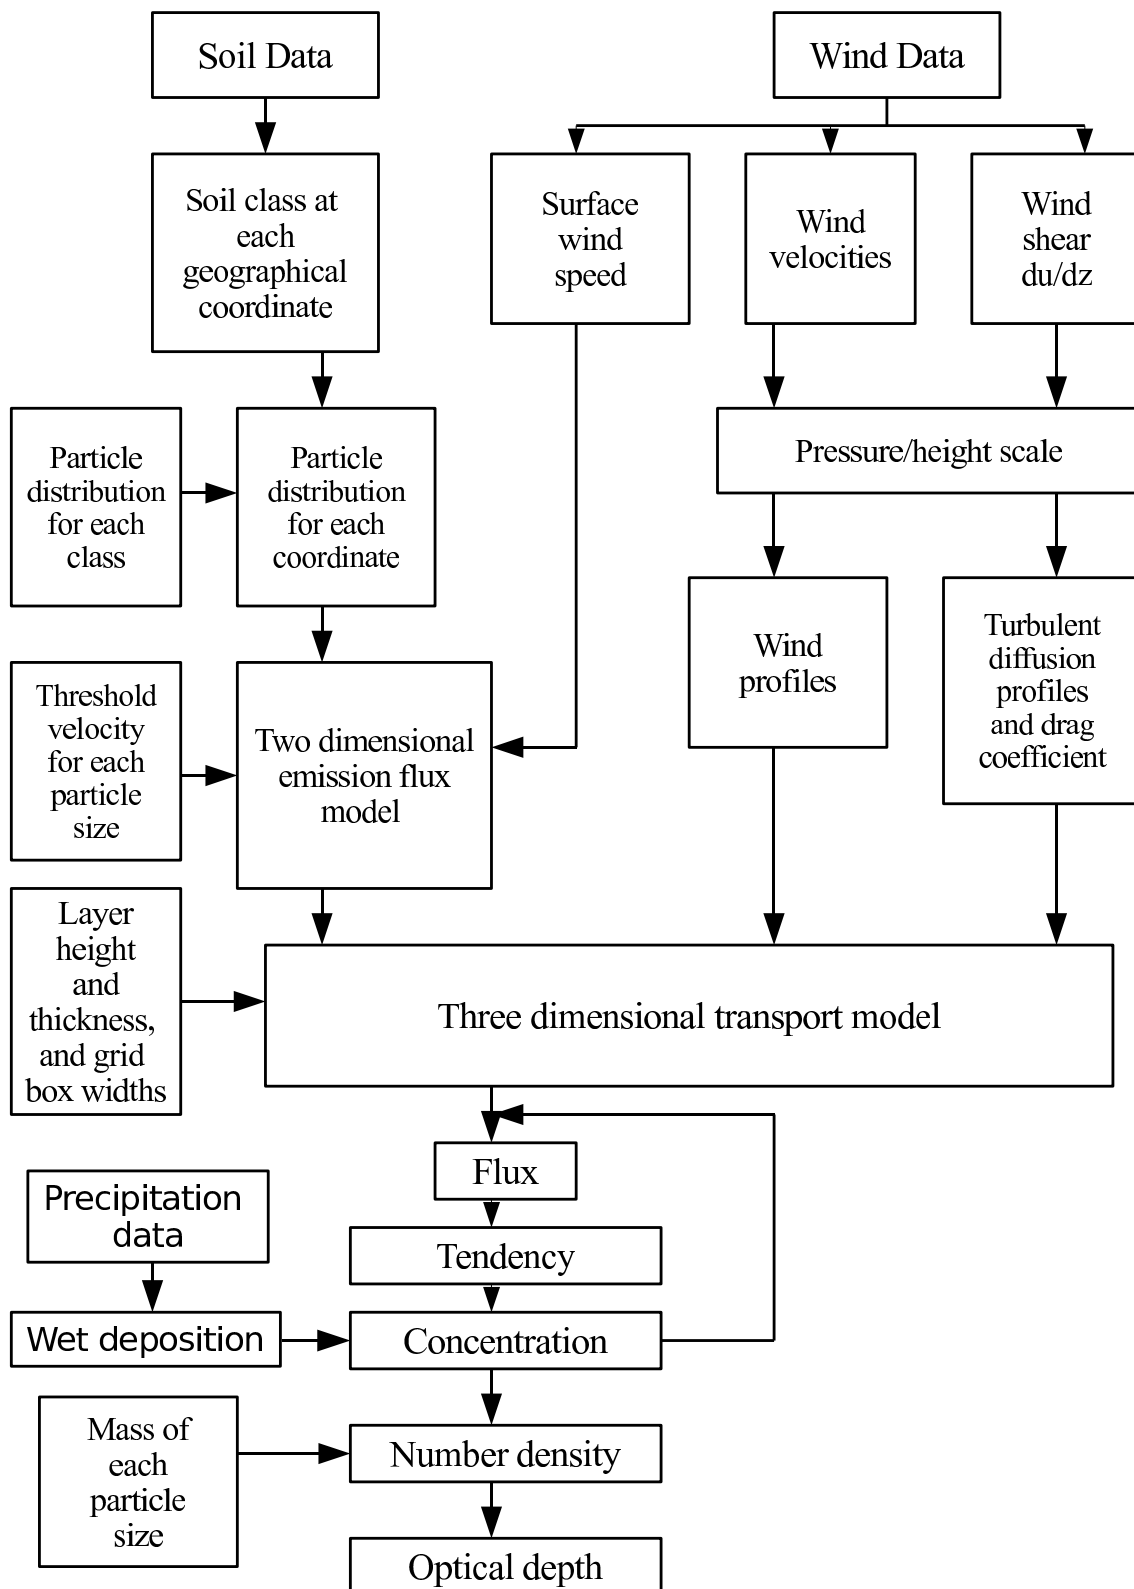 Soil Data
Wind Data
Soil class at
each
geographical
coordinate
Surface
wind
speed
Wind
velocities
Wind
shear
du/dz
Particle
distribution
for each
class
Particle
distribution
for each
coordinate
Pressure/height scale
Threshold
velocity
for each
particle
size
Two dimensional
emission flux
model
Wind
profiles
Turbulent
diffusion
profiles
and drag
coefficient
Layer
height
and
thickness,
and grid
box widths
Three dimensional transport model
Flux
Precipitation
data
Tendency
Wet deposition
Concentration
Mass of
each
particle
size
Number density
Optical depth